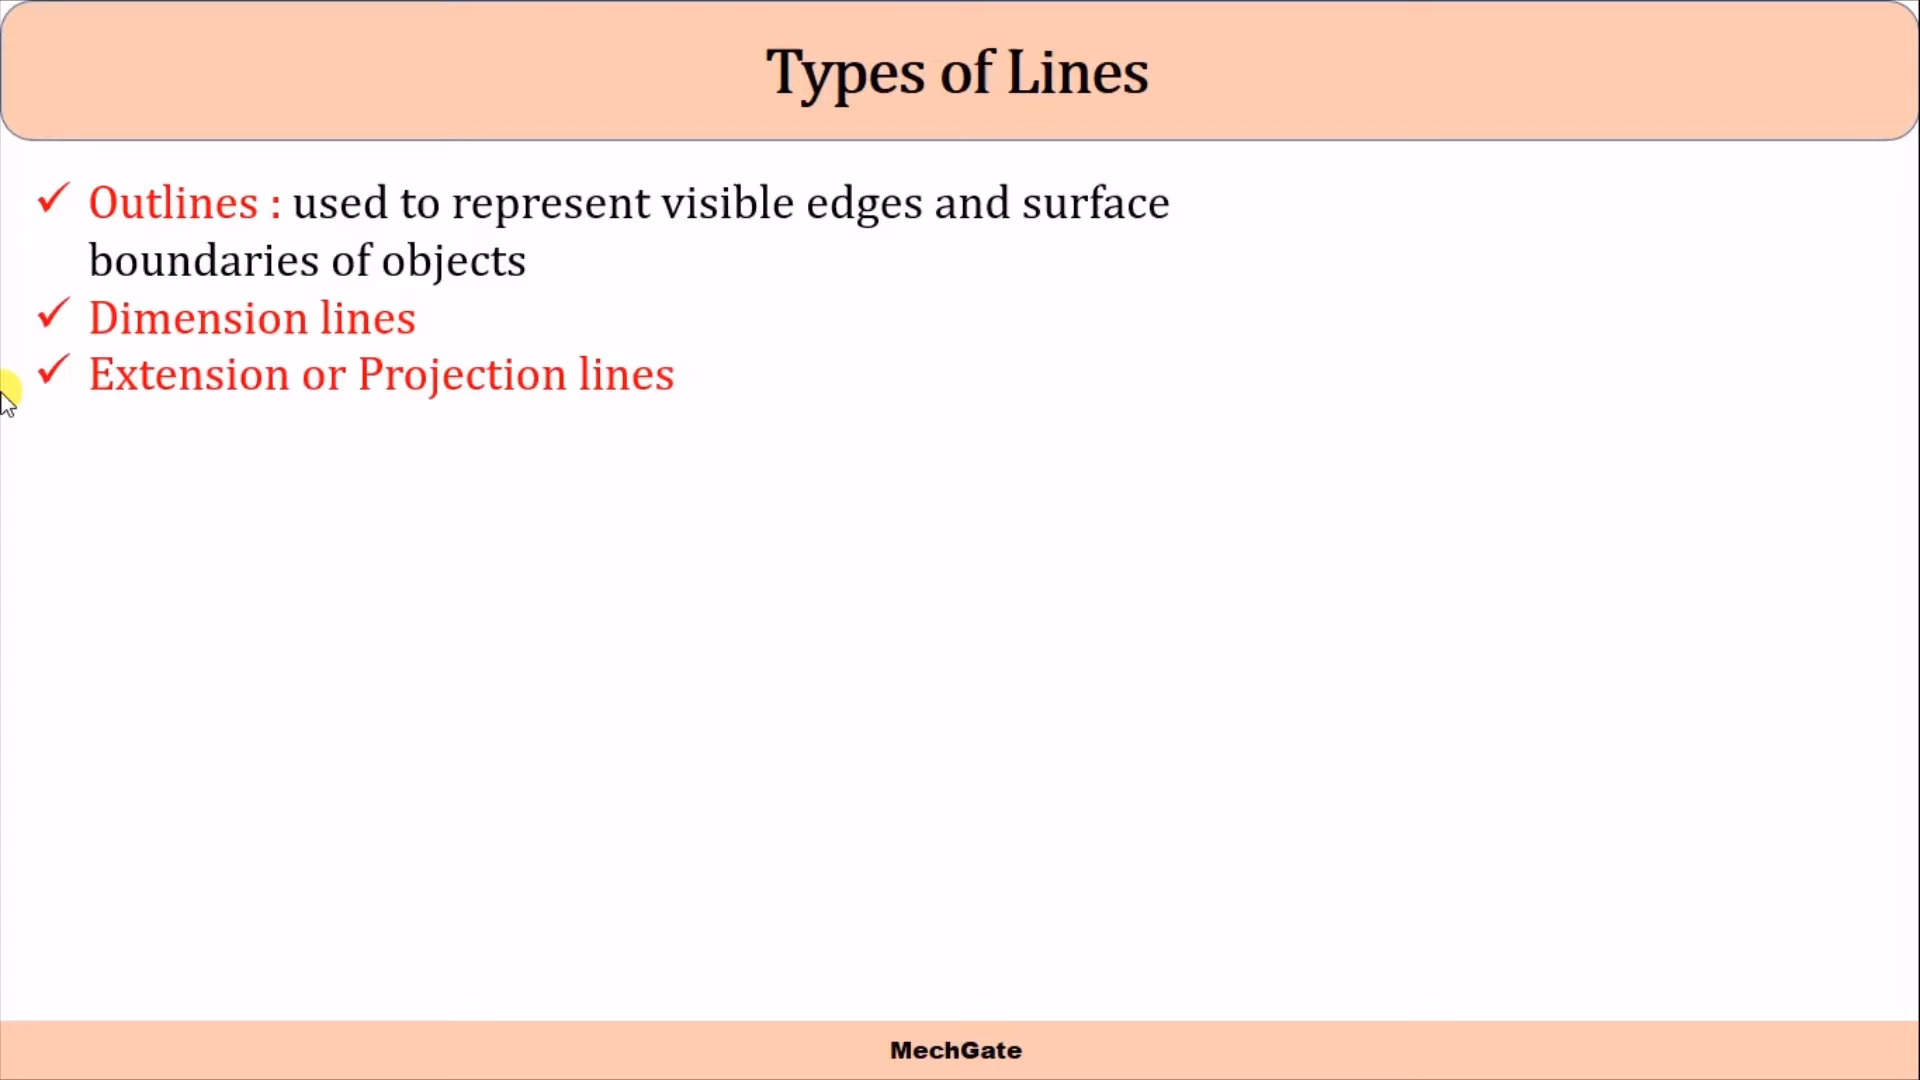 Types of Lines
✓ Outlines : used to represent visible edges and surface
boundaries of objects
✓ Dimension lines
✓ Extension or Projection lines
MechGate